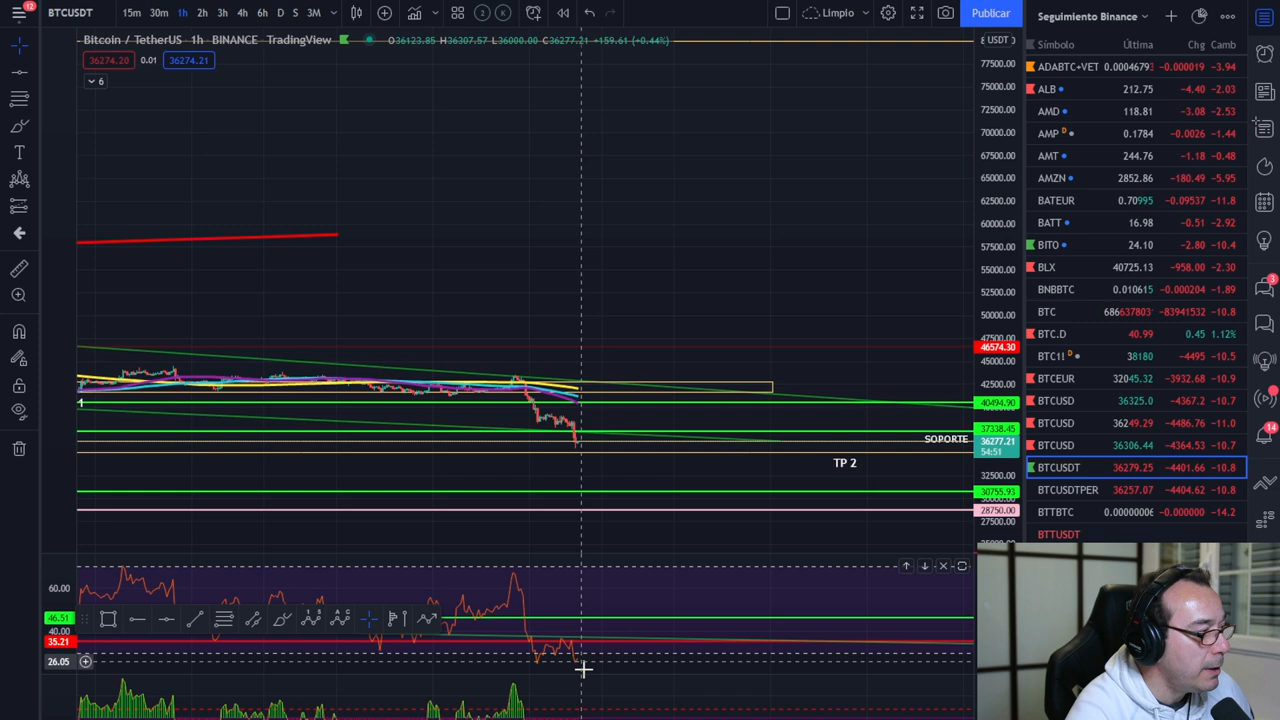 12
BTCUSDT 15m 30m 1h 2h 3h 4h 6h D S 3M 2 K Limplo Publicar
Bitcoin / TetherUS · 1h · BINANCE · TradingView O36123.85 H36307.57 L36000.00 C36277.21 +159.61 (+0.44%)
36274.20 0.01 36274.21
6
USDT
77500.00
75000.00
72500.00
70000.00
67500.00
65000.00
62500.00
60000.00
57500.00
55000.00
52500.00
50000.00
47500.00
46574.30
45000.00
42500.00
40494.90
37338.45
36277.21
54:51
32500.00
30755.93
28750.00
27500.00
1
SOPORTE
TP 2
60.00
46.51
40.00
35.21
26.05
Seguimiento Binance
Símbolo Última Chg Camb
ADABTC+VET 0.0004679 -0.000019 -3.94
ALB 212.75 -4.40 -2.03
AMD 118.81 -3.08 -2.53
AMP D 0.1784 -0.0026 -1.44
AMT 244.76 -1.18 -0.48
AMZN 2852.86 -180.49 -5.95
BATEUR 0.70995 -0.09537 -11.8
BATT 16.98 -0.51 -2.92
BITO 24.10 -2.80 -10.4
BLX 40725.13 -958.00 -2.30
BNBBTC 0.010615 -0.000204 -1.89
BTC 686637803 -83941532 -10.8
BTC.D 40.99 0.45 1.12%
BTC1! D 38180 -4495 -10.5
BTCEUR 32045.32 -3932.68 -10.9
BTCUSD 36325.0 -4367.2 -10.7
BTCUSD 36249.29 -4486.76 -11.0
BTCUSD 36306.44 -4364.53 -10.7
BTCUSDT 36279.25 -4401.66 -10.8
BTCUSDTPER 36257.07 -4404.62 -10.8
BTTBTC 0.00000006 -0.000000 -14.2
BTTUSDT
3
14